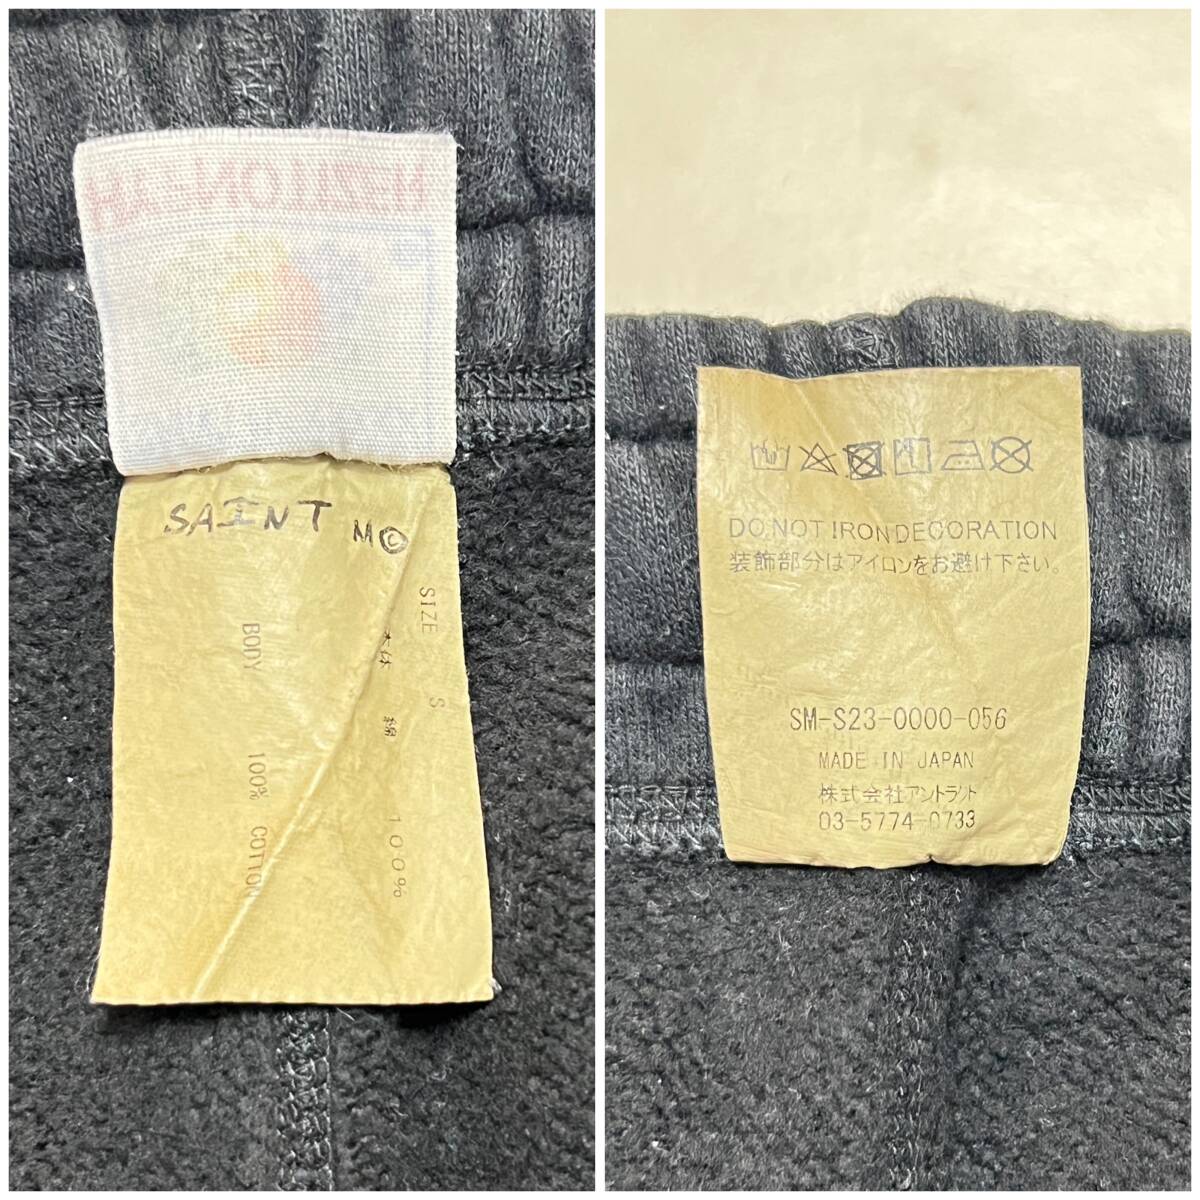 SAINT M©
SIZE S
本体 綿 100%
BODY 100% COTTON
DO NOT IRON DECORATION
装飾部分はアイロンをお避け下さい。
SM-S23-0000-056
MADE IN JAPAN
株式会社アントラクト
03-5774-0733